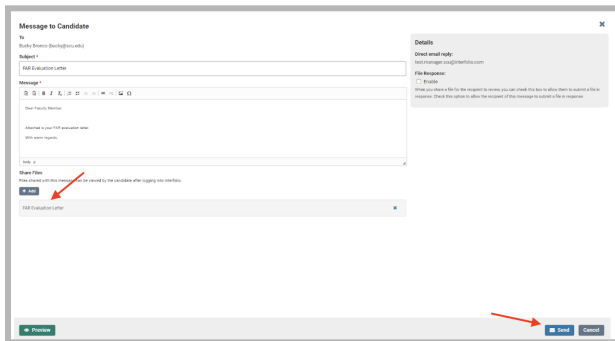 Message to Candidate
To
Bucky Bronco (bucky@scu.edu)
Subject *
FAR Evaluation Letter
Message *
Dear Faculty Member
Attached is your FAR evaluation letter.
With warm regards
body p
Share Files
Files shared with this message may be viewed by the candidate after logging into Interfolio.
+ Add
FAR Evaluation Letter
Details
Direct email reply:
test.manager.scu@interfolio.com
File Response:
Enable
When you share a file for the recipient to review, you can check this box to allow them to submit a file in
response. Check this option to allow the recipient of this message to submit a file in response.
Preview
Send
Cancel